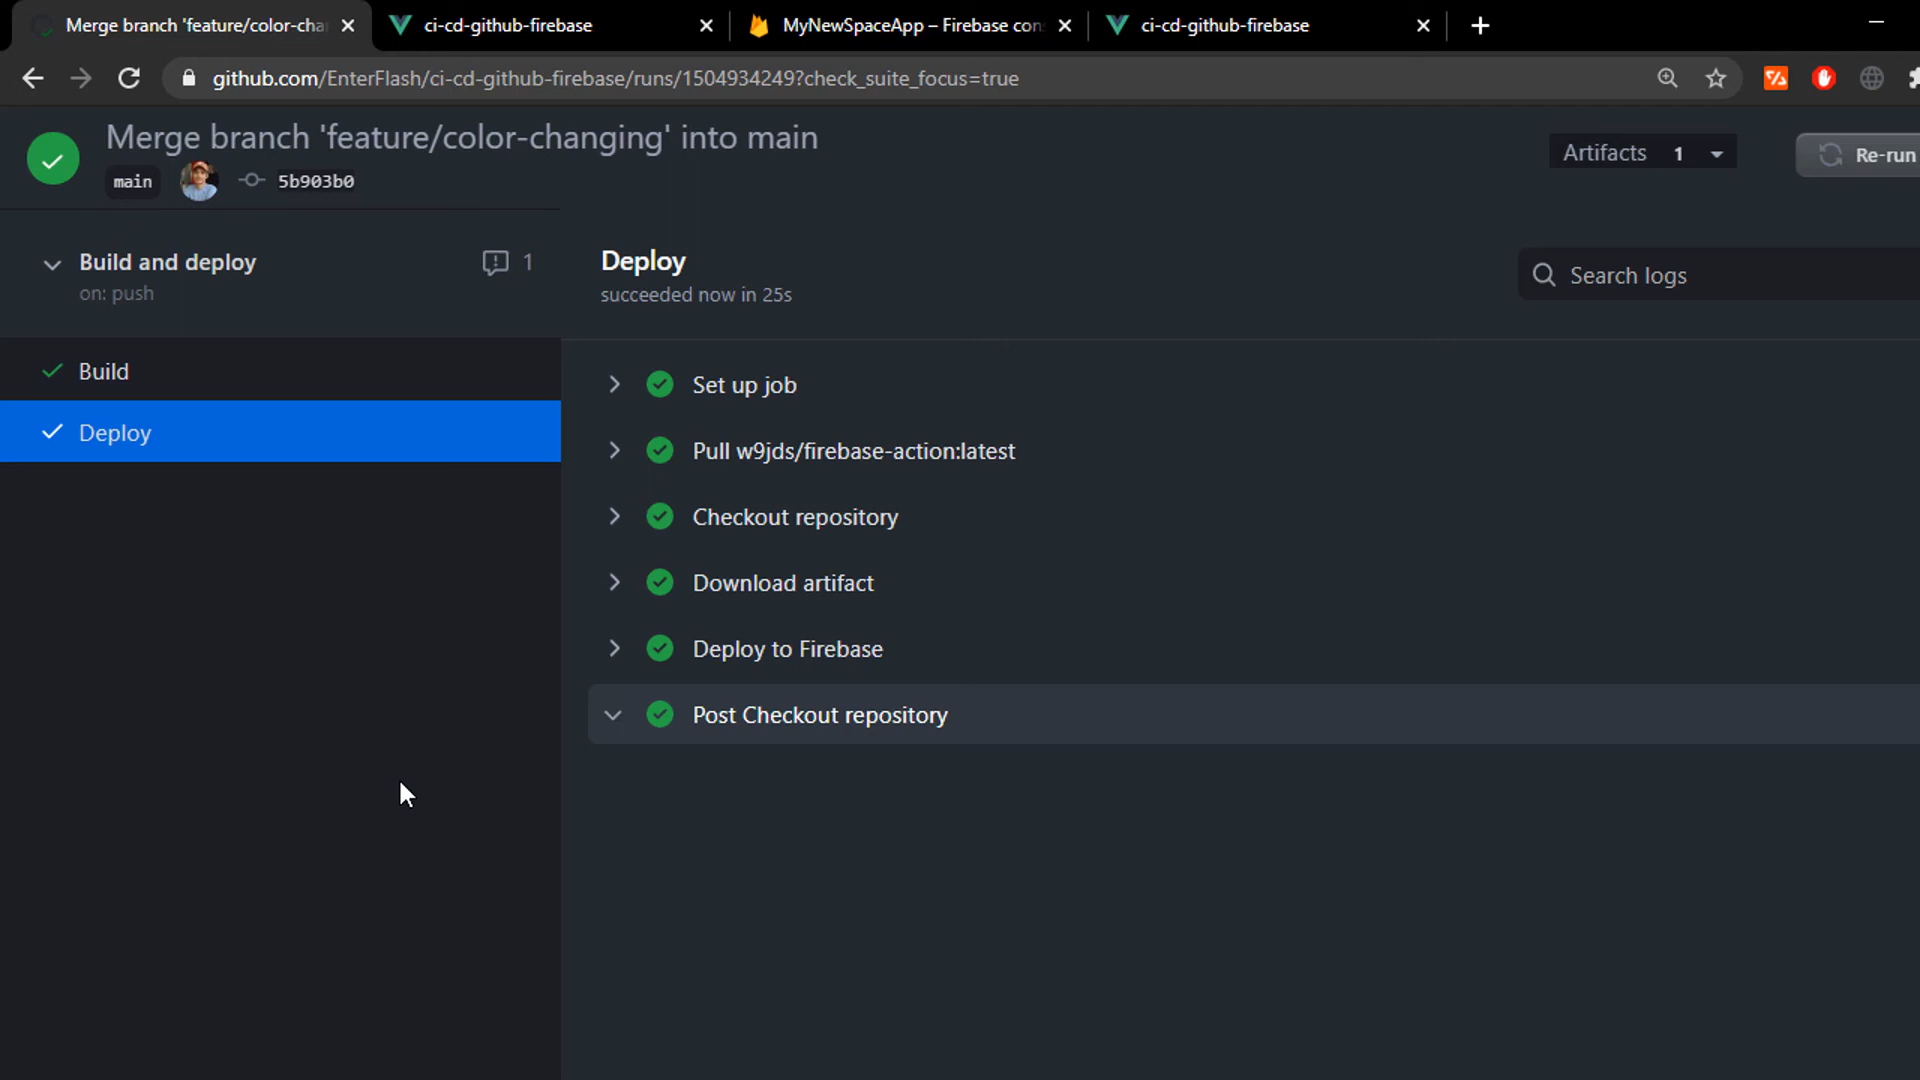 Merge branch 'feature/color-cha
ci-cd-github-firebase
MyNewSpaceApp – Firebase con
ci-cd-github-firebase
github.com/EnterFlash/ci-cd-github-firebase/runs/1504934249?check_suite_focus=true
Merge branch 'feature/color-changing' into main
main
5b903b0
Artifacts 1
Re-run
Build and deploy 1
on: push
Build
Deploy
Deploy
succeeded now in 25s
Search logs
Set up job
Pull w9jds/firebase-action:latest
Checkout repository
Download artifact
Deploy to Firebase
Post Checkout repository